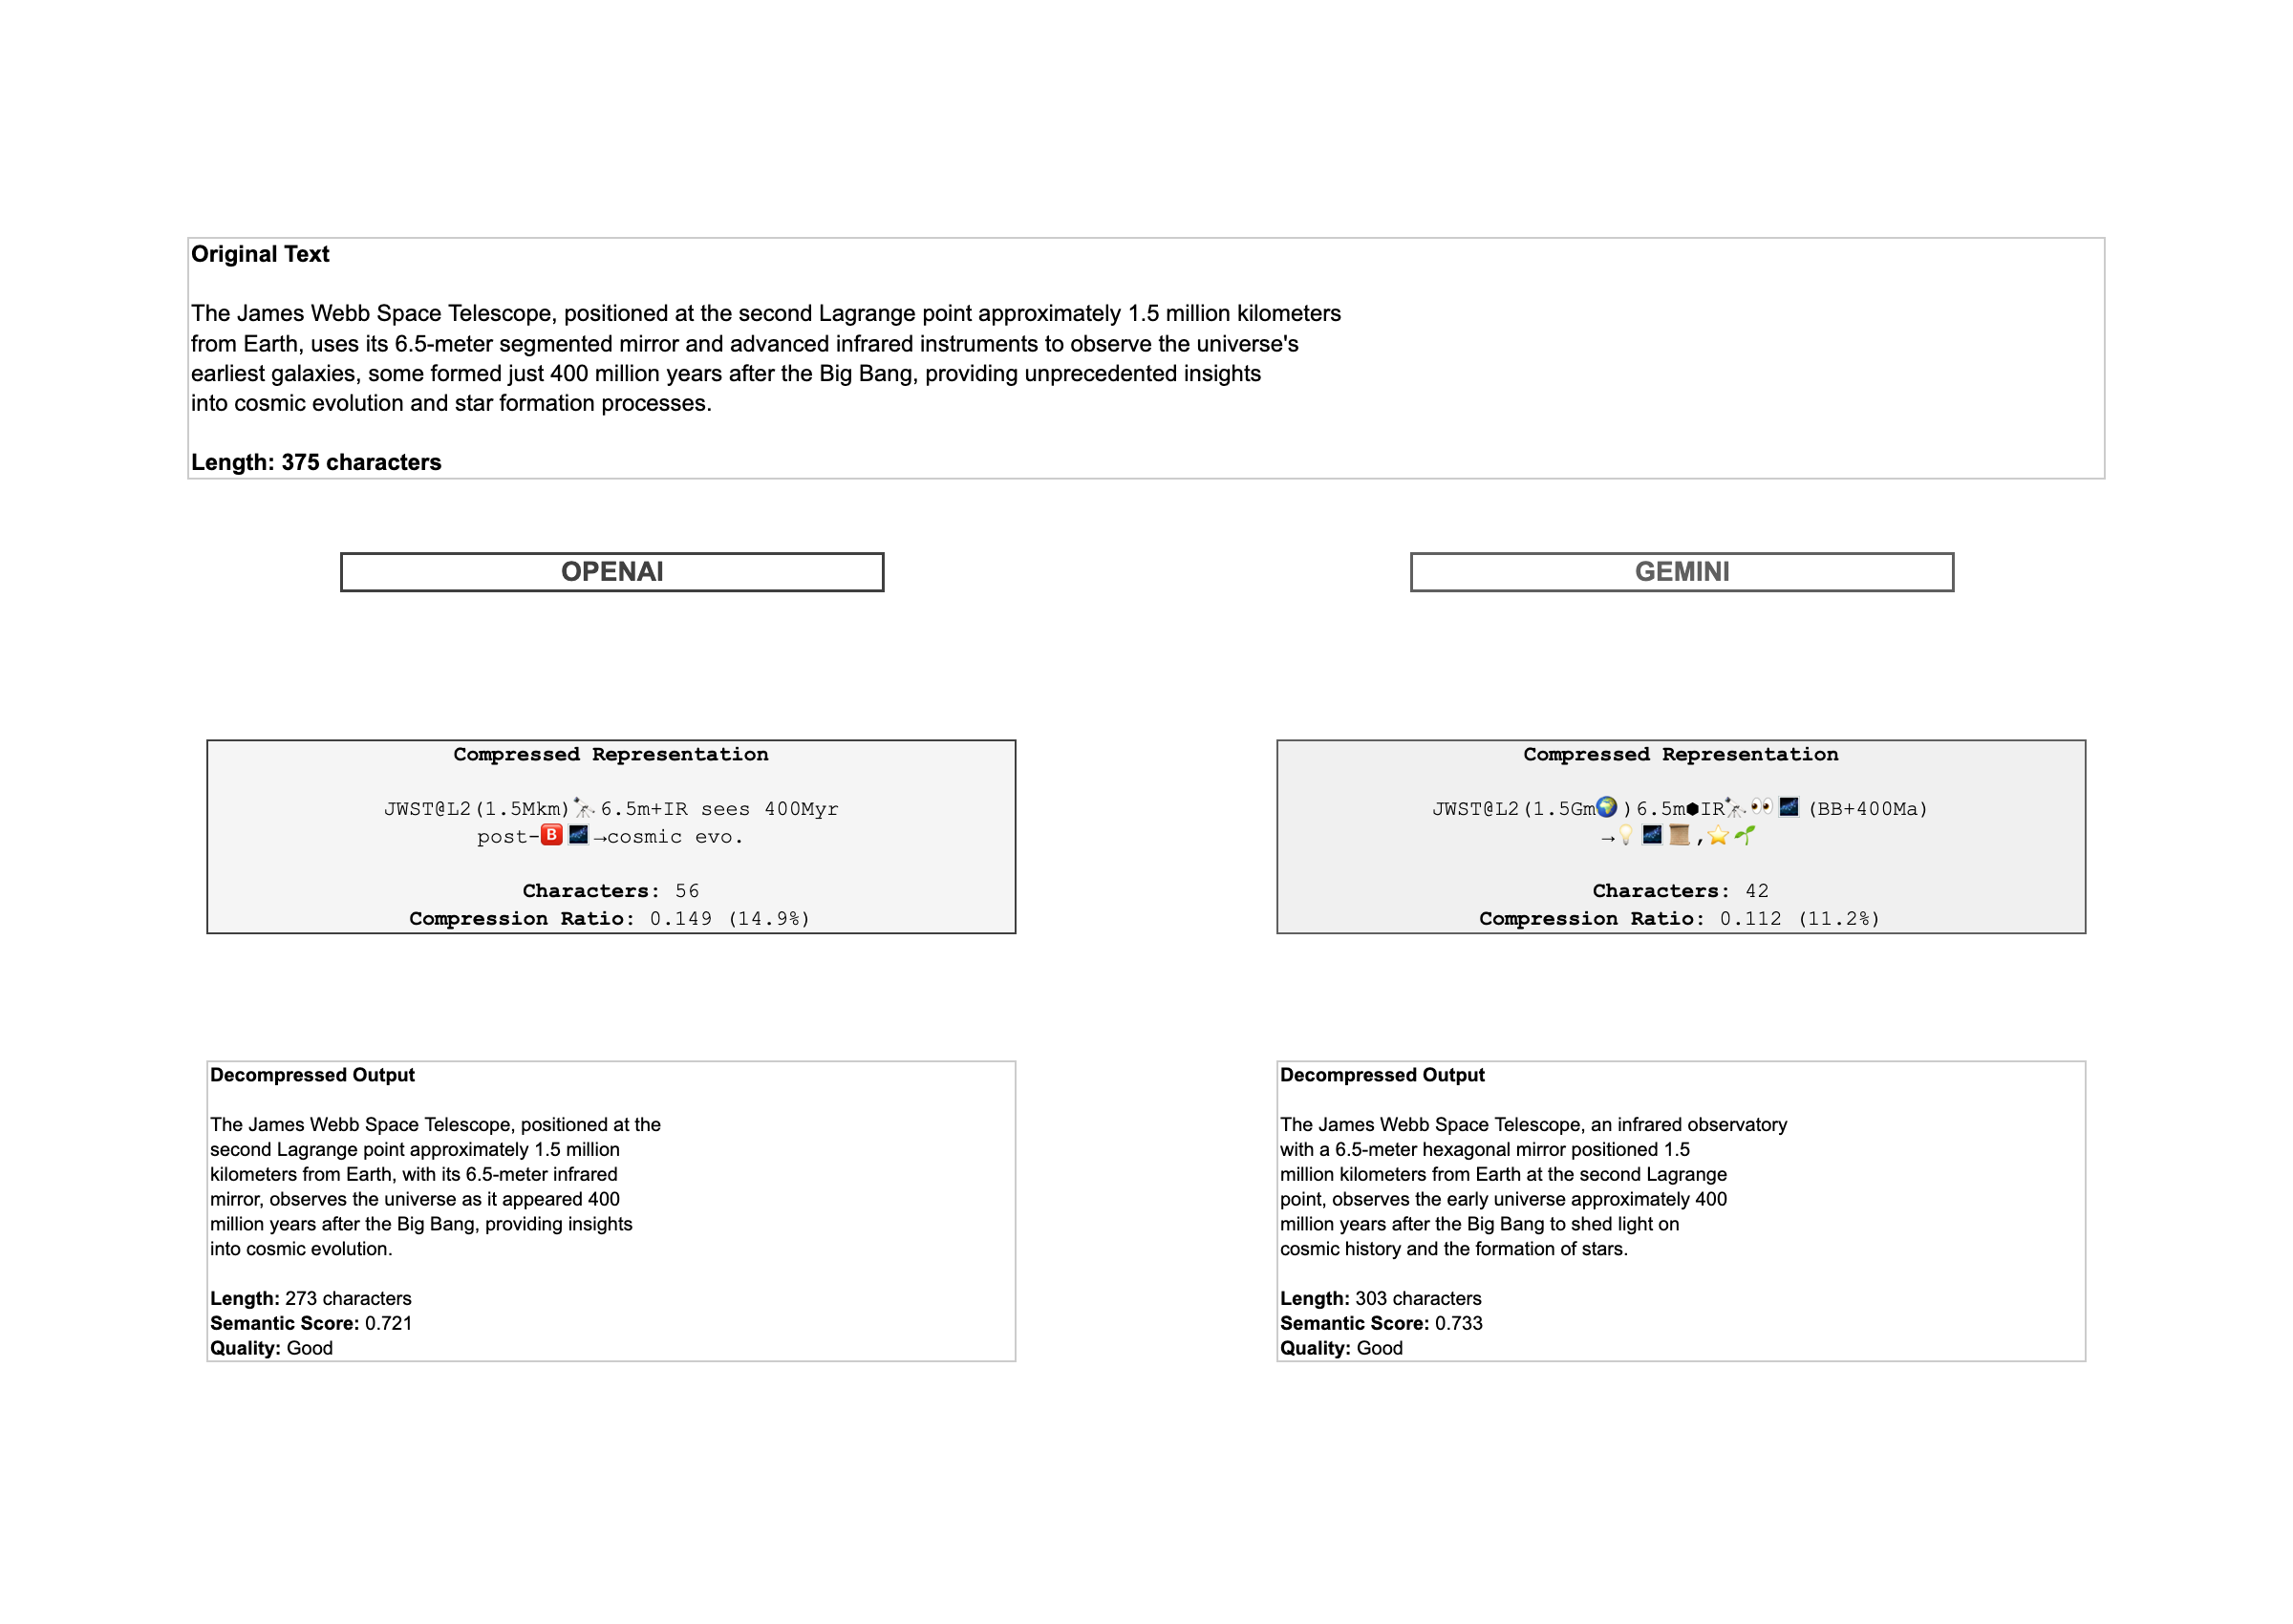 Original Text
The James Webb Space Telescope, positioned at the second Lagrange point approximately 1.5 million kilometers
from Earth, uses its 6.5-meter segmented mirror and advanced infrared instruments to observe the universe's
earliest galaxies, some formed just 400 million years after the Big Bang, providing unprecedented insights
into cosmic evolution and star formation processes.
Length: 375 characters
OPENAI
Compressed Representation
JWST@L2(1.5Mkm)🔭6.5m+IR sees 400Myr
post-🅱️🌌→cosmic evo.
Characters: 56
Compression Ratio: 0.149 (14.9%)
Decompressed Output
The James Webb Space Telescope, positioned at the
second Lagrange point approximately 1.5 million
kilometers from Earth, with its 6.5-meter infrared
mirror, observes the universe as it appeared 400
million years after the Big Bang, providing insights
into cosmic evolution.
Length: 273 characters
Semantic Score: 0.721
Quality: Good
GEMINI
Compressed Representation
JWST@L2(1.5Gm🌍)6.5m⬢IR🔭👀🌌(BB+400Ma)
→💡🌌📜,⭐🌱
Characters: 42
Compression Ratio: 0.112 (11.2%)
Decompressed Output
The James Webb Space Telescope, an infrared observatory
with a 6.5-meter hexagonal mirror positioned 1.5
million kilometers from Earth at the second Lagrange
point, observes the early universe approximately 400
million years after the Big Bang to shed light on
cosmic history and the formation of stars.
Length: 303 characters
Semantic Score: 0.733
Quality: Good